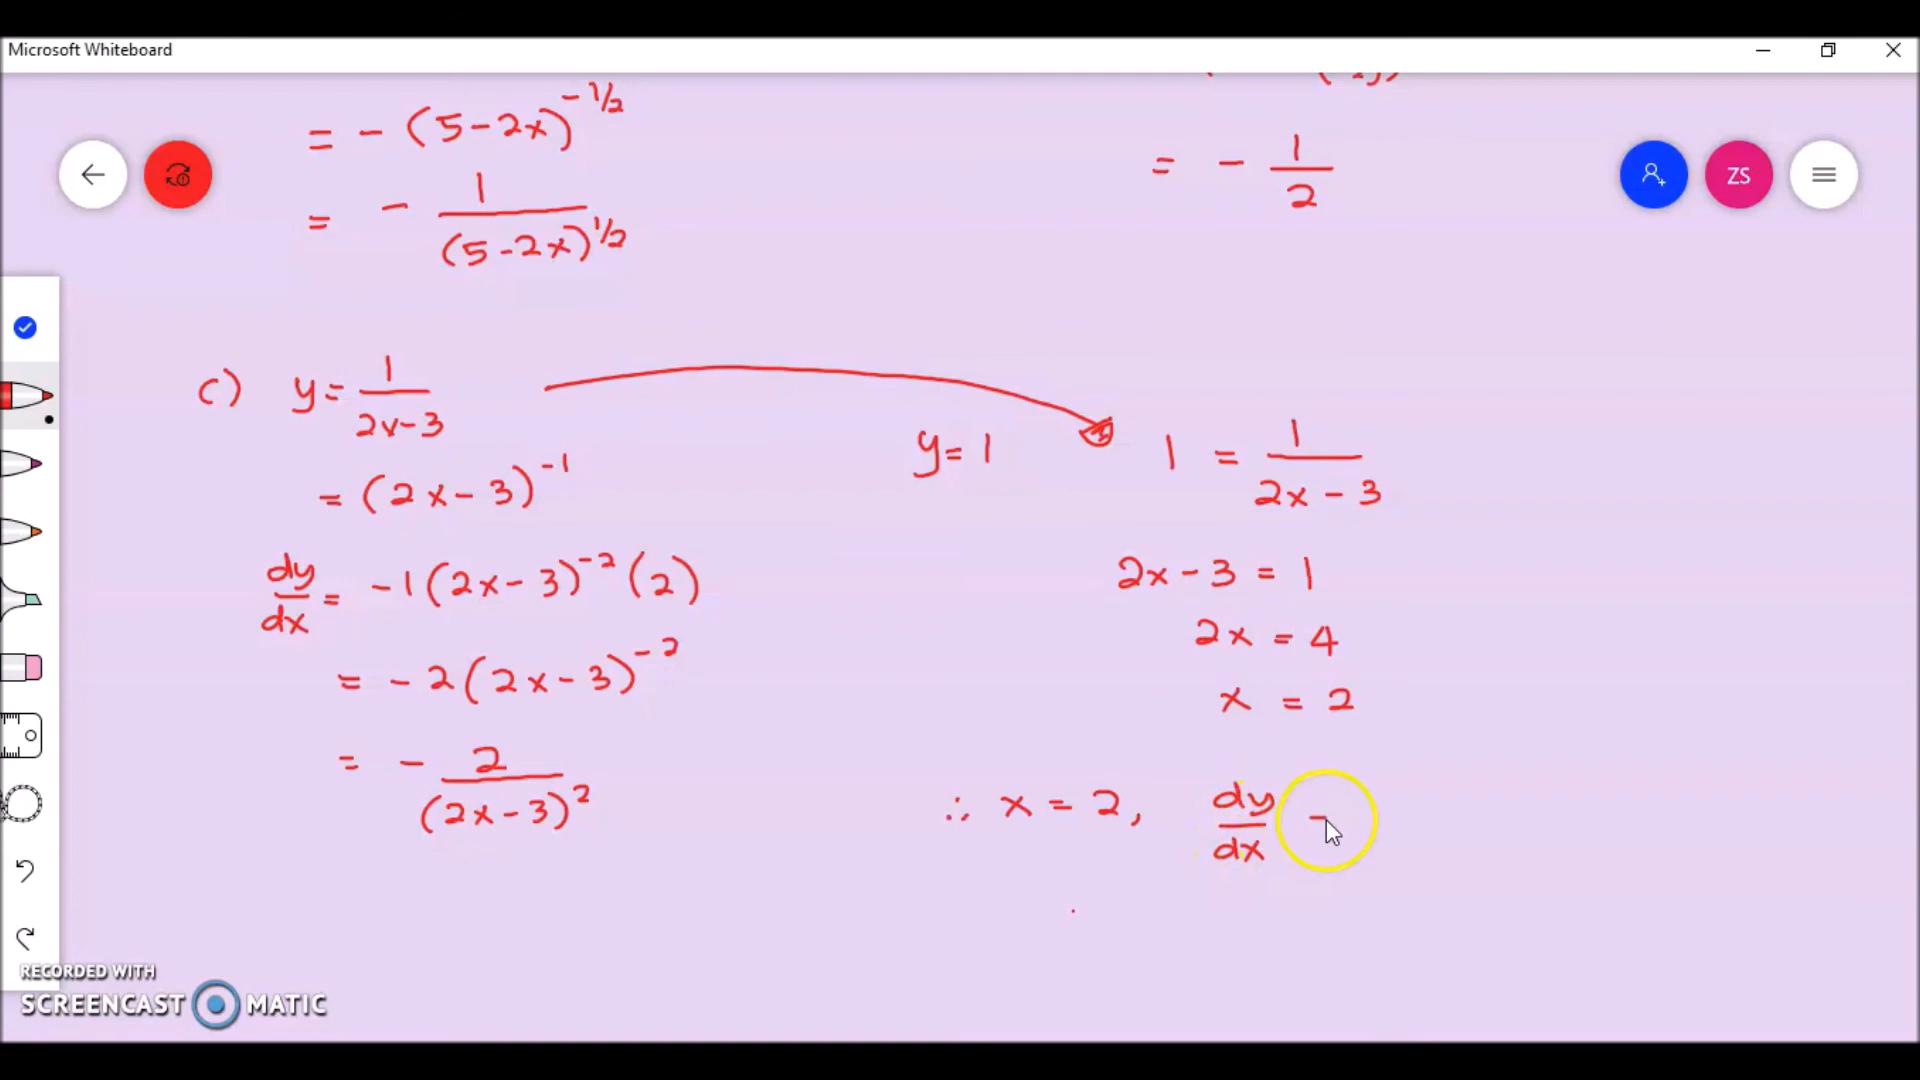 Microsoft Whiteboard
= - (5-2x)^-1/2
= - 1/(5-2x)^1/2
= - 1/2
ZS
c) y= 1/(2x-3)
= (2x-3)^-1
dy/dx = -1(2x-3)^-2 (2)
= -2(2x-3)^-2
= - 2/(2x-3)^2
y= 1
1 = 1/(2x-3)
2x-3 = 1
2x = 4
x = 2
∴ x = 2, dy/dx -
RECORDED WITH
SCREENCAST MATIC